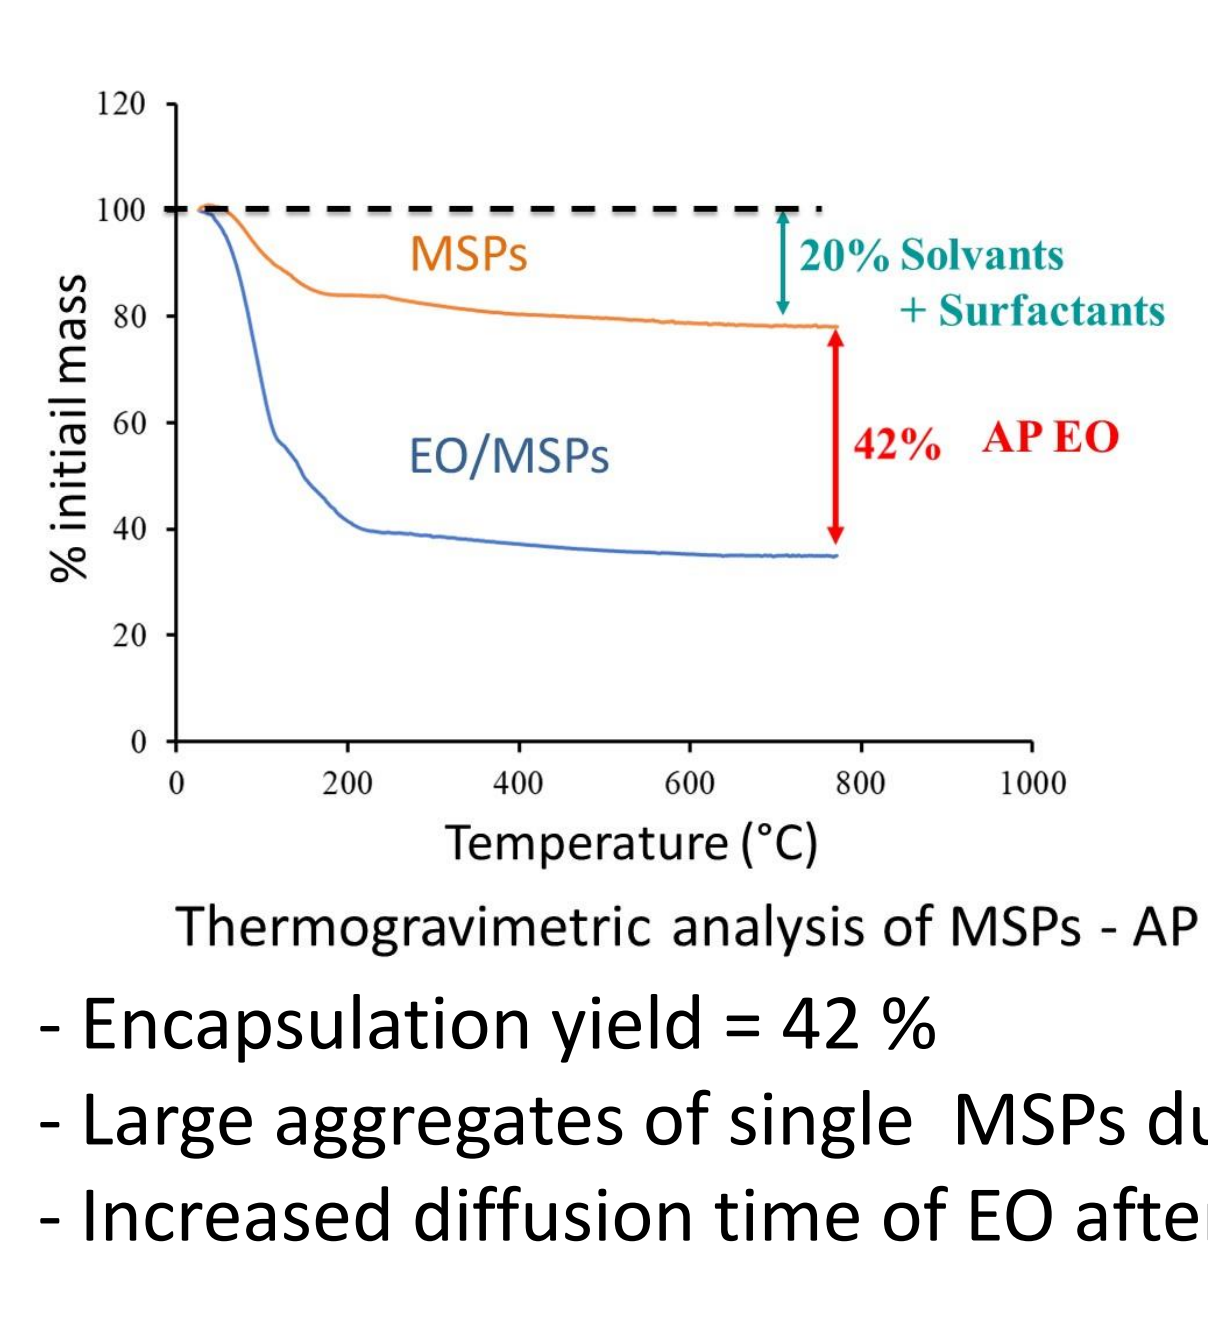 120
100
80
60
40
20
0
% initiail mass
MSPs
EO/MSPs
20% Solvants
+ Surfactants
42% AP EO
0 200 400 600 800 1000
Temperature (°C)
Thermogravimetric analysis of MSPs - AP
- Encapsulation yield = 42 %
- Large aggregates of single MSPs
- Increased diffusion time of EO